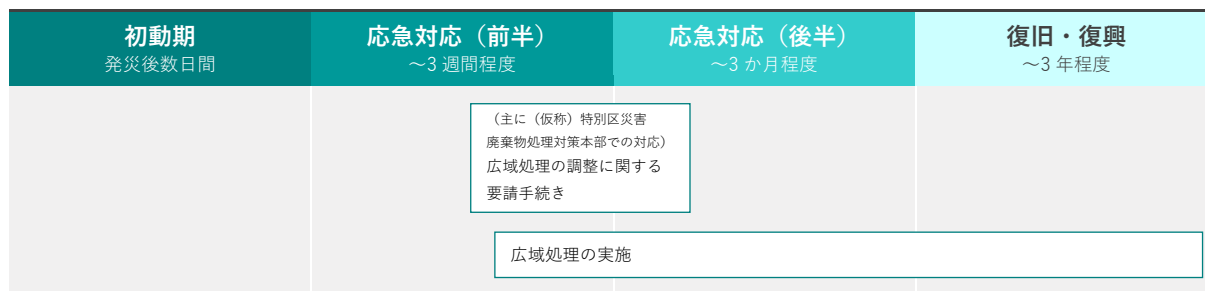 初動期
発災後数日間
応急対応（前半）
～3 週間程度
応急対応（後半）
～3 か月程度
復旧・復興
～3 年程度
（主に（仮称）特別区災害
廃棄物処理対策本部での対応）
広域処理の調整に関する
要請手続き
広域処理の実施